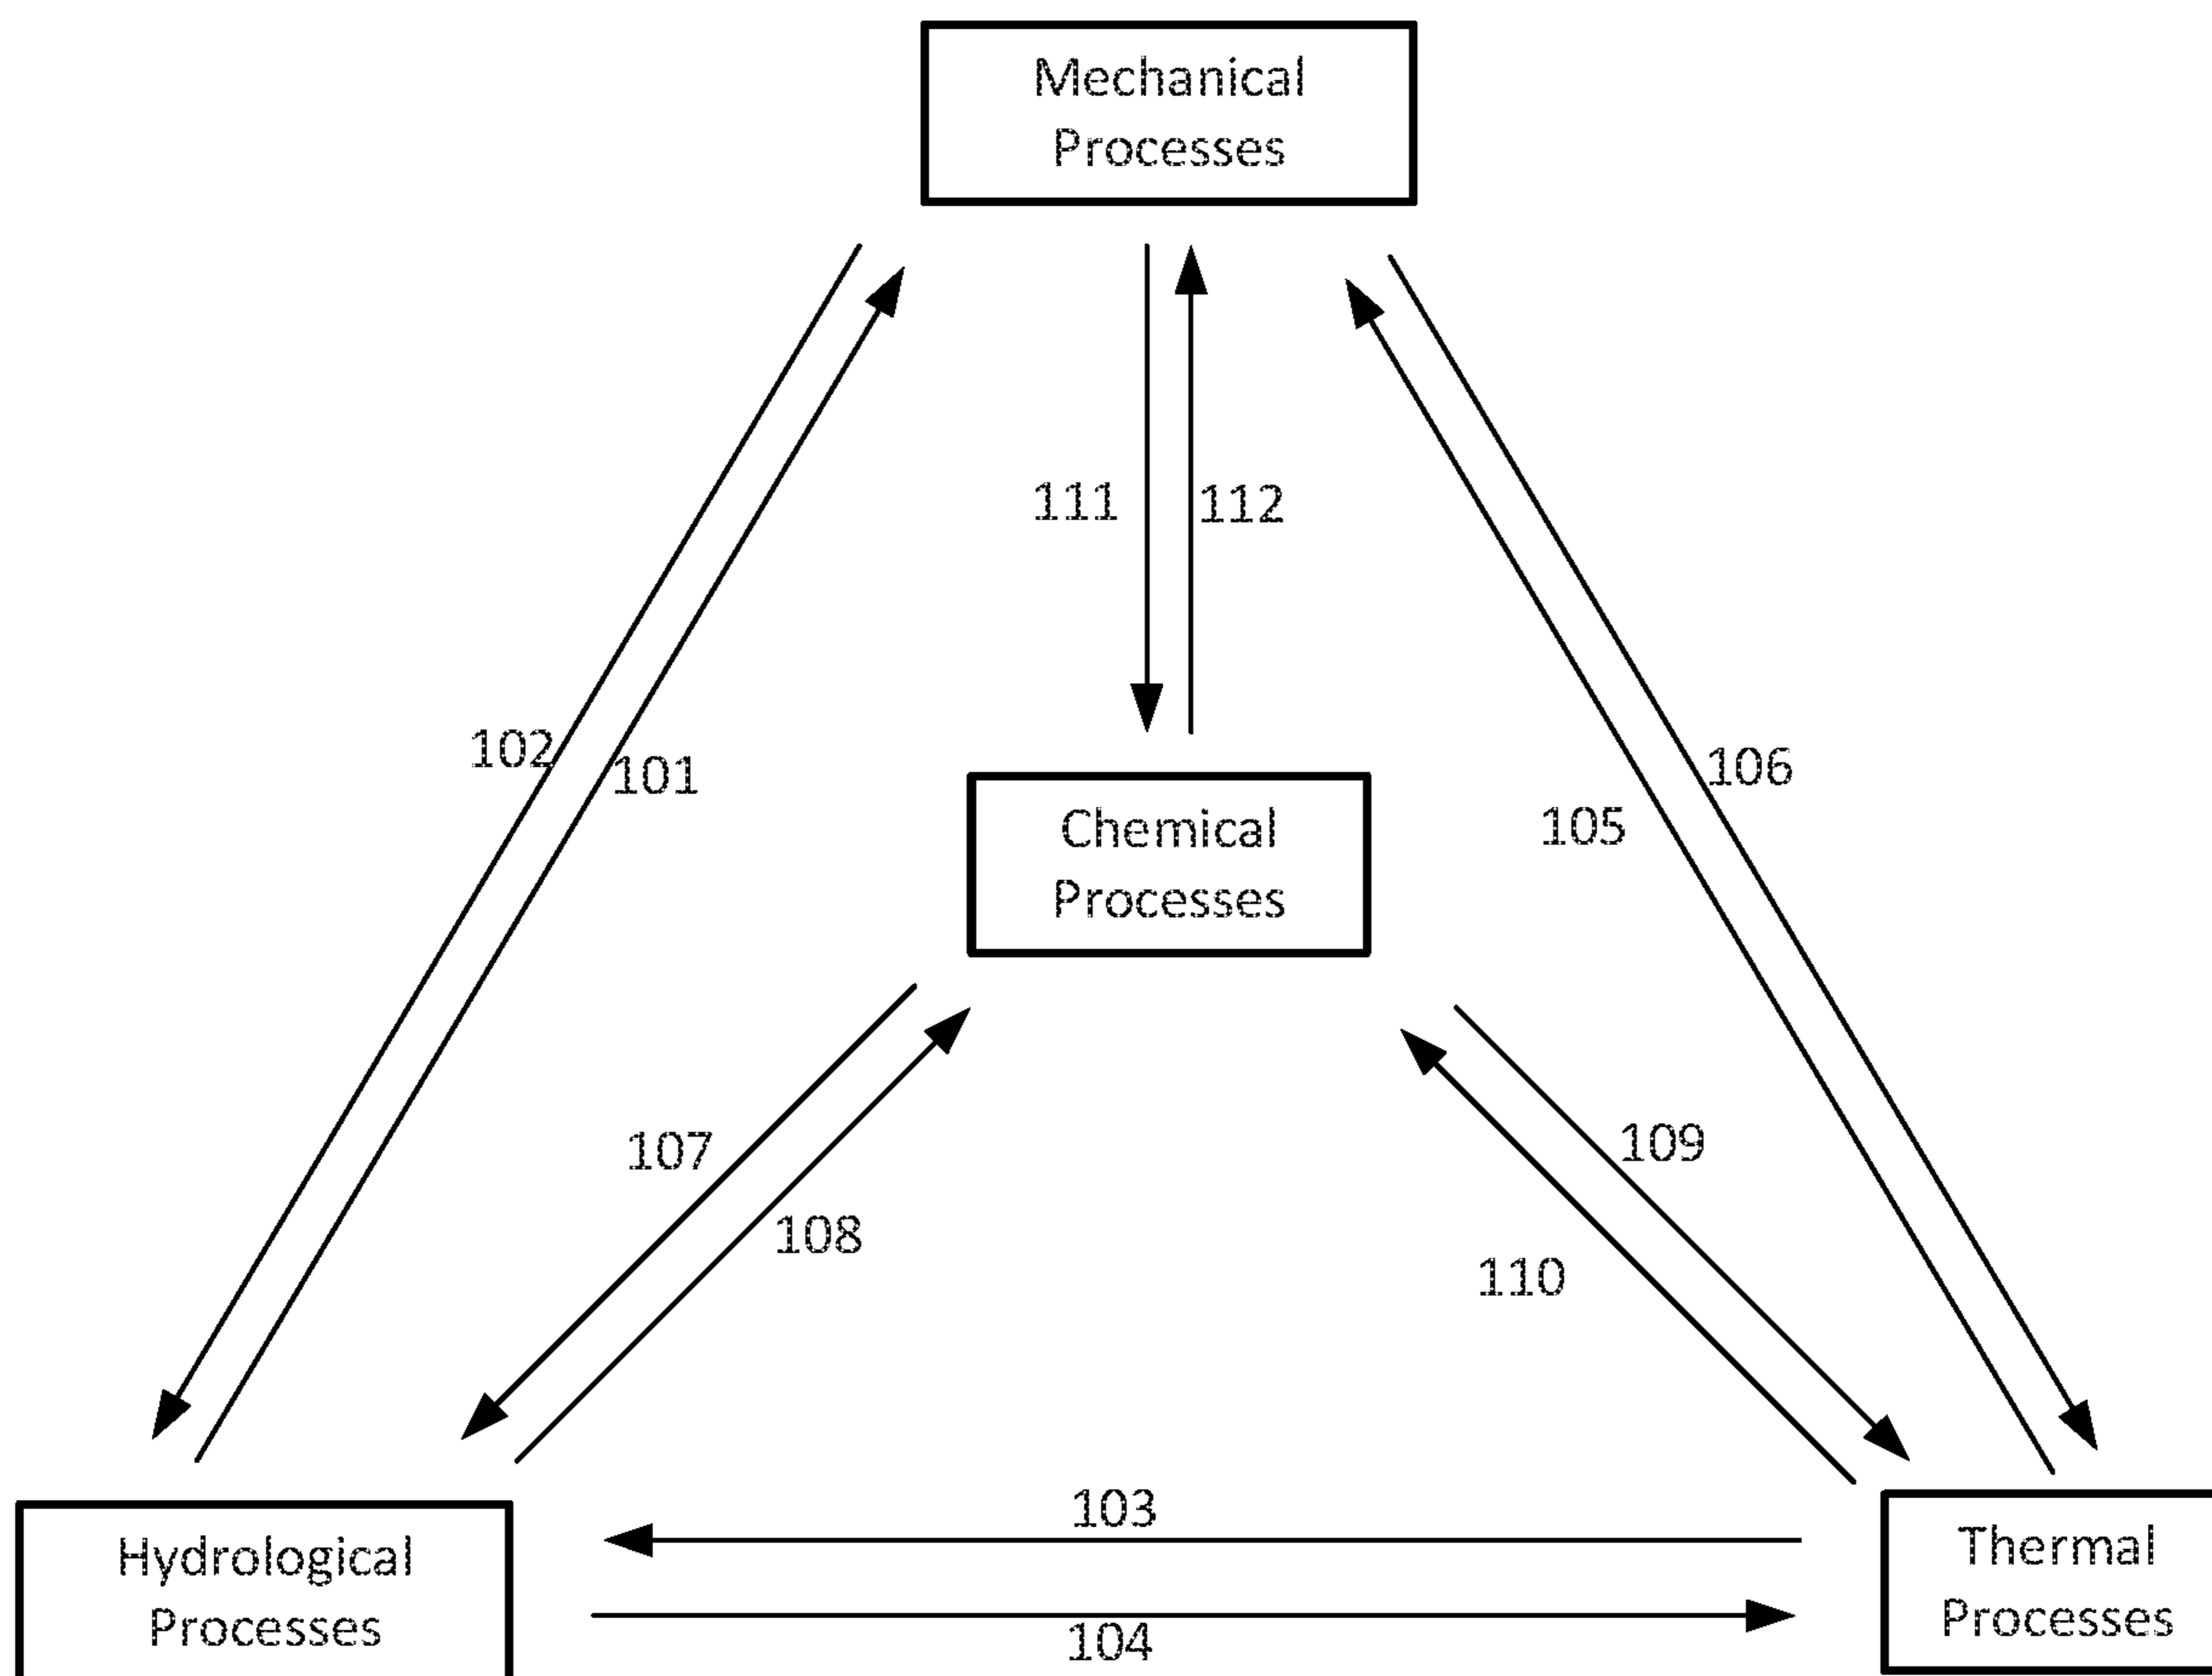 Mechanical
Processes
111
112
102
101
106
105
Chemical
Processes
107
108
109
110
103
Hydrological
Processes
104
Thermal
Processes